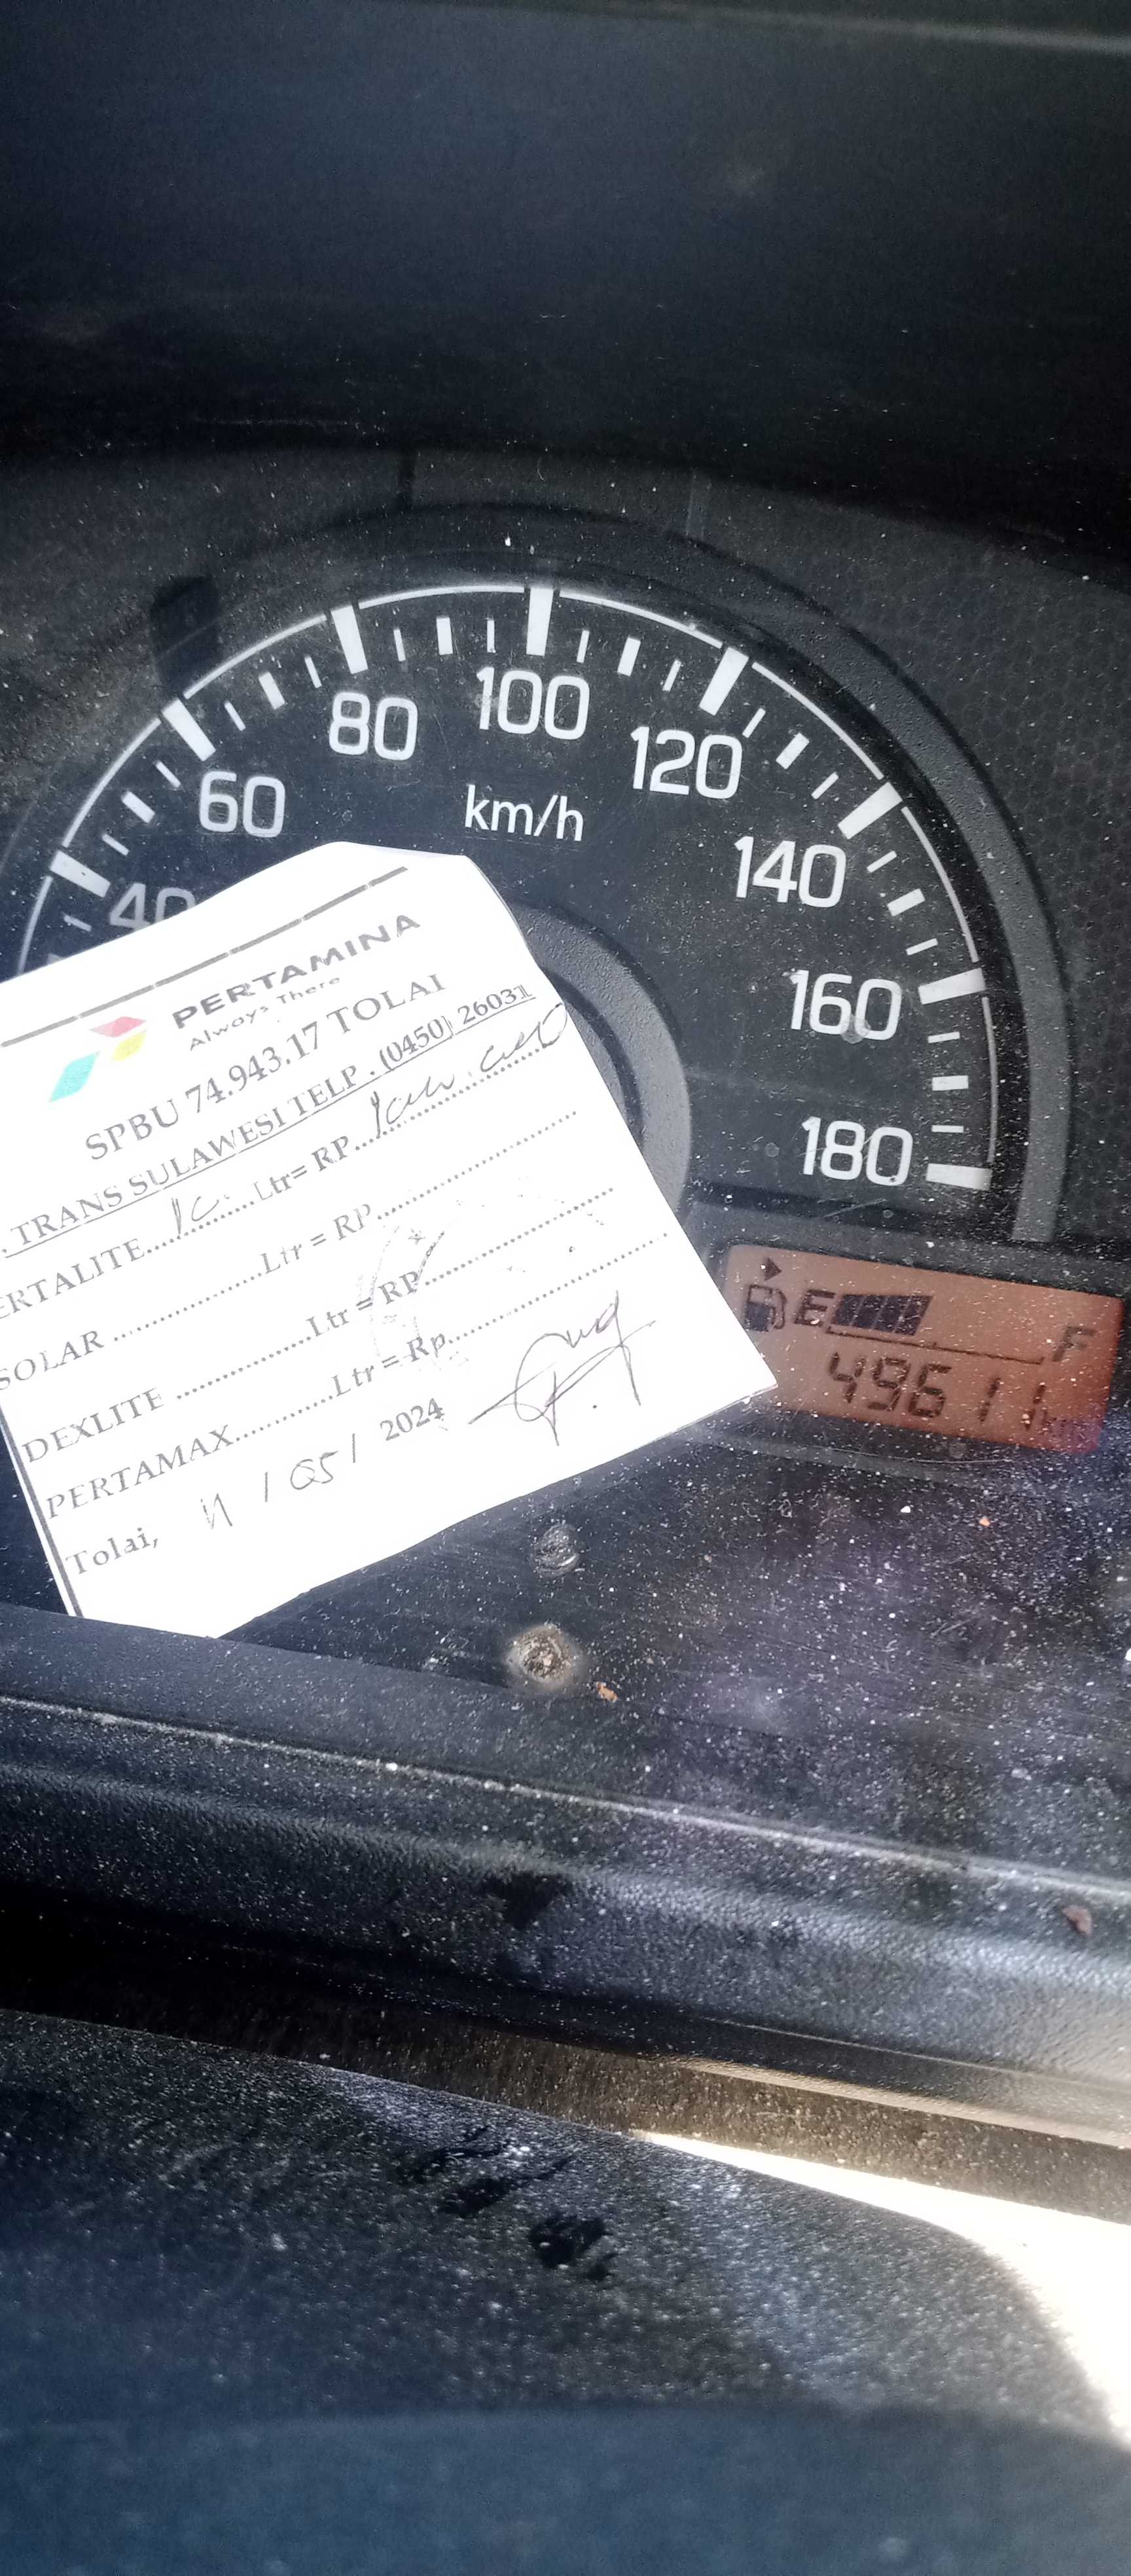 100
80
120
60
km/h
140
40
160
180
PERTAMINA
Always There
SPBU 74.943.17 TOLAI
. TRANS SULAWESI TELP . (0450) 26031
ERTALITE.......... Ltr= RP.
SOLAR ..........Ltr = RP.
DEXLITE ..........Ltr = RP.
PERTAMAX..........Ltr = Rp.
Tolai, 11 / 05 / 2024
E F
49611